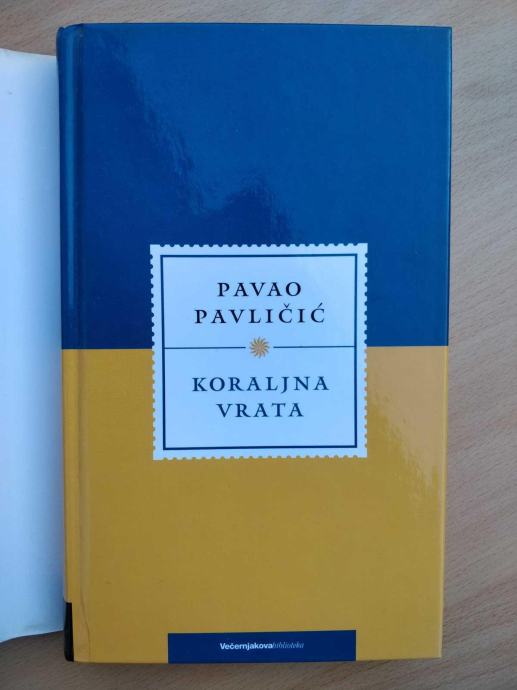 PAVAO
PAVLIČIĆ
KORALJNA
VRATA
Večernjakovabiblioteka